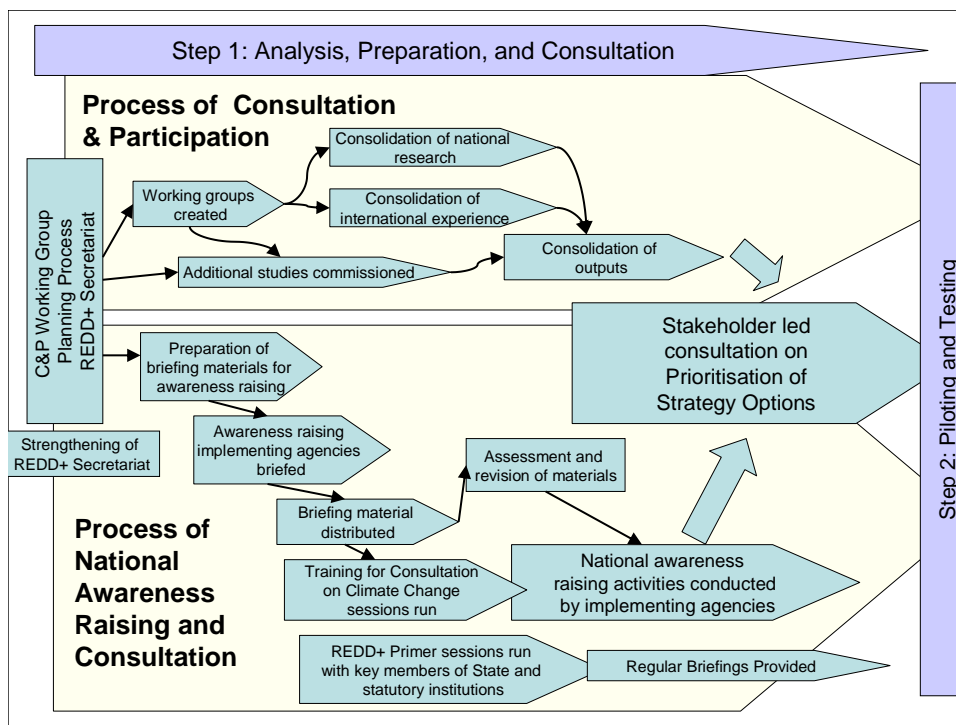 Step 1: Analysis, Preparation, and Consultation
Process of Consultation
& Participation
C&P Working Group
Planning Process
REDD+ Secretariat
Working groups
created
Consolidation of national
research
Consolidation of
international experience
Additional studies commissioned
Consolidation of
outputs
Stakeholder led
consultation on
Prioritisation of
Strategy Options
Step 2: Piloting and Testing
Strengthening of
REDD+ Secretariat
Preparation of
briefing materials for
awareness raising
Awareness raising
implementing agencies
briefed
Briefing material
distributed
Assessment and
revision of materials
Training for Consultation
on Climate Change
sessions run
National awareness
raising activities conducted
by implementing agencies
Process of
National
Awareness
Raising and
Consultation
REDD+ Primer sessions run
with key members of State and
statutory institutions
Regular Briefings Provided